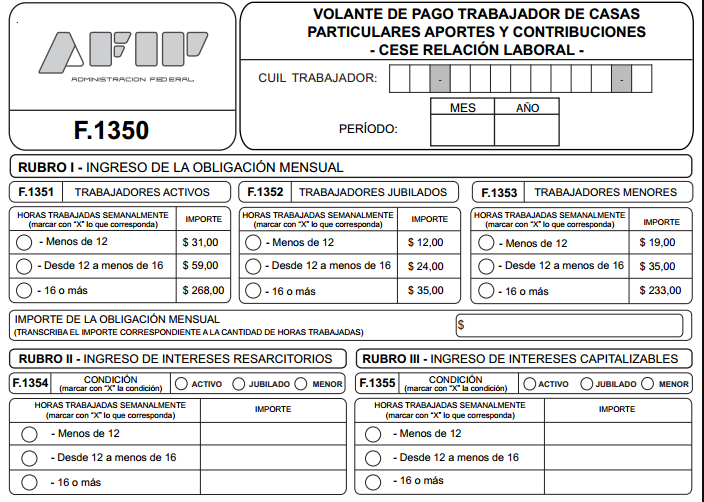 AFIP
ADMINISTRACION FEDERAL
F.1350
VOLANTE DE PAGO TRABAJADOR DE CASAS
PARTICULARES APORTES Y CONTRIBUCIONES
- CESE RELACIÓN LABORAL -
CUIL TRABAJADOR: - -
MES AÑO
PERÍODO:
RUBRO I - INGRESO DE LA OBLIGACIÓN MENSUAL
F.1351 TRABAJADORES ACTIVOS
HORAS TRABAJADAS SEMANALMENTE IMPORTE
(marcar con "X" lo que corresponda)
- Menos de 12 $ 31,00
- Desde 12 a menos de 16 $ 59,00
- 16 o más $ 268,00
F.1352 TRABAJADORES JUBILADOS
HORAS TRABAJADAS SEMANALMENTE IMPORTE
(marcar con "X" lo que corresponda)
- Menos de 12 $ 12,00
- Desde 12 a menos de 16 $ 24,00
- 16 o más $ 35,00
F.1353 TRABAJADORES MENORES
HORAS TRABAJADAS SEMANALMENTE IMPORTE
(marcar con "X" lo que corresponda)
- Menos de 12 $ 19,00
- Desde 12 a menos de 16 $ 35,00
- 16 o más $ 233,00
IMPORTE DE LA OBLIGACIÓN MENSUAL
(TRANSCRIBA EL IMPORTE CORRESPONDIENTE A LA CANTIDAD DE HORAS TRABAJADAS)
$
RUBRO II - INGRESO DE INTERESES RESARCITORIOS
F.1354 CONDICIÓN ACTIVO JUBILADO MENOR
(marcar con "X" la condición)
HORAS TRABAJADAS SEMANALMENTE IMPORTE
(marcar con "X" lo que corresponda)
- Menos de 12
- Desde 12 a menos de 16
- 16 o más
RUBRO III - INGRESO DE INTERESES CAPITALIZABLES
F.1355 CONDICIÓN ACTIVO JUBILADO MENOR
(marcar con "X" la condición)
HORAS TRABAJADAS SEMANALMENTE IMPORTE
(marcar con "X" lo que corresponda)
- Menos de 12
- Desde 12 a menos de 16
- 16 o más